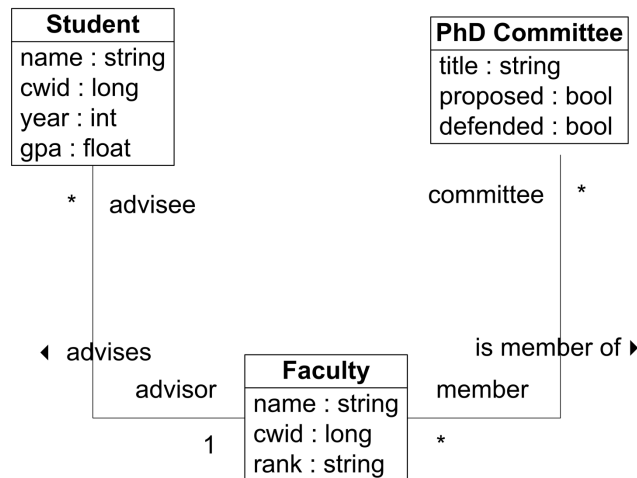 Student
name : string
cwid : long
year : int
gpa : float
PhD Committee
title : string
proposed : bool
defended : bool
* advisee
committee *
advises
is member of
advisor
member
1
*
Faculty
name : string
cwid : long
rank : string